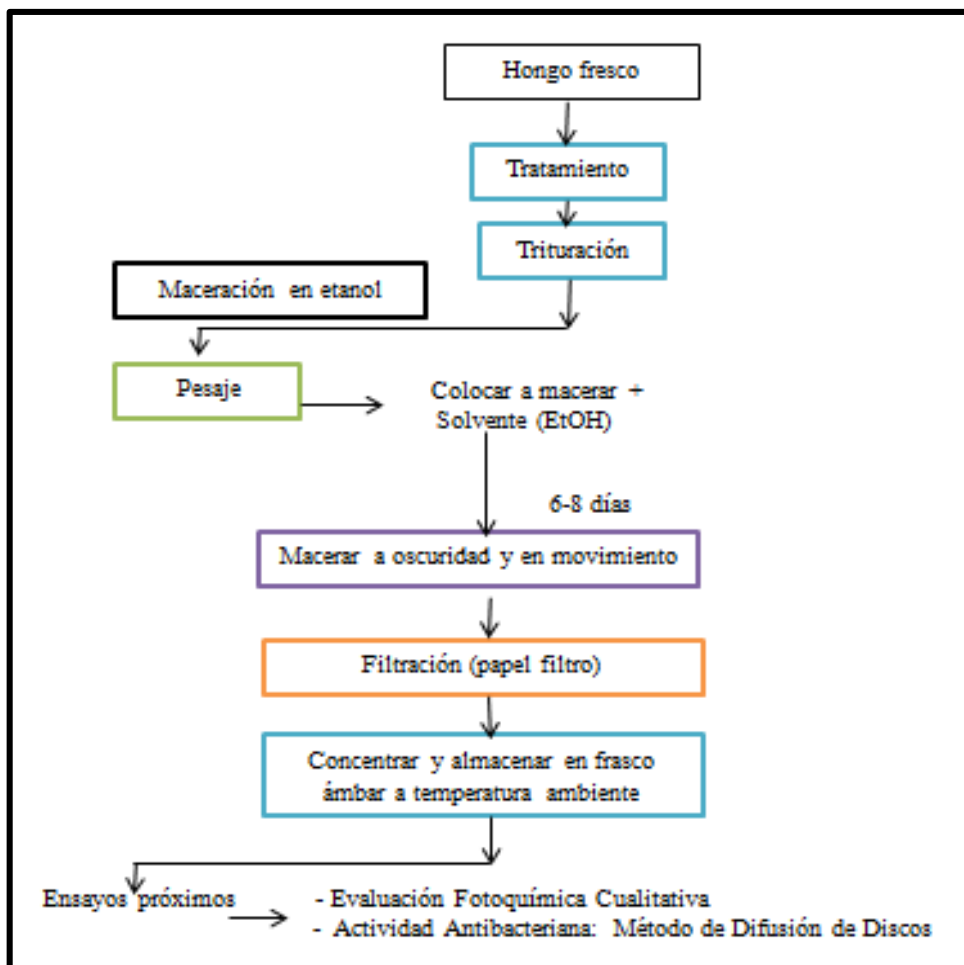 Hongo fresco
Tratamiento
Trituración
Maceración en etanol
Pesaje
Colocar a macerar +
Solvente (EtOH)
6-8 días
Macerar a oscuridad y en movimiento
Filtración (papel filtro)
Concentrar y almacenar en frasco
ámbar a temperatura ambiente
Ensayos próximos
- Evaluación Fotoquímica Cualitativa
- Actividad Antibacteriana: Método de Difusión de Discos